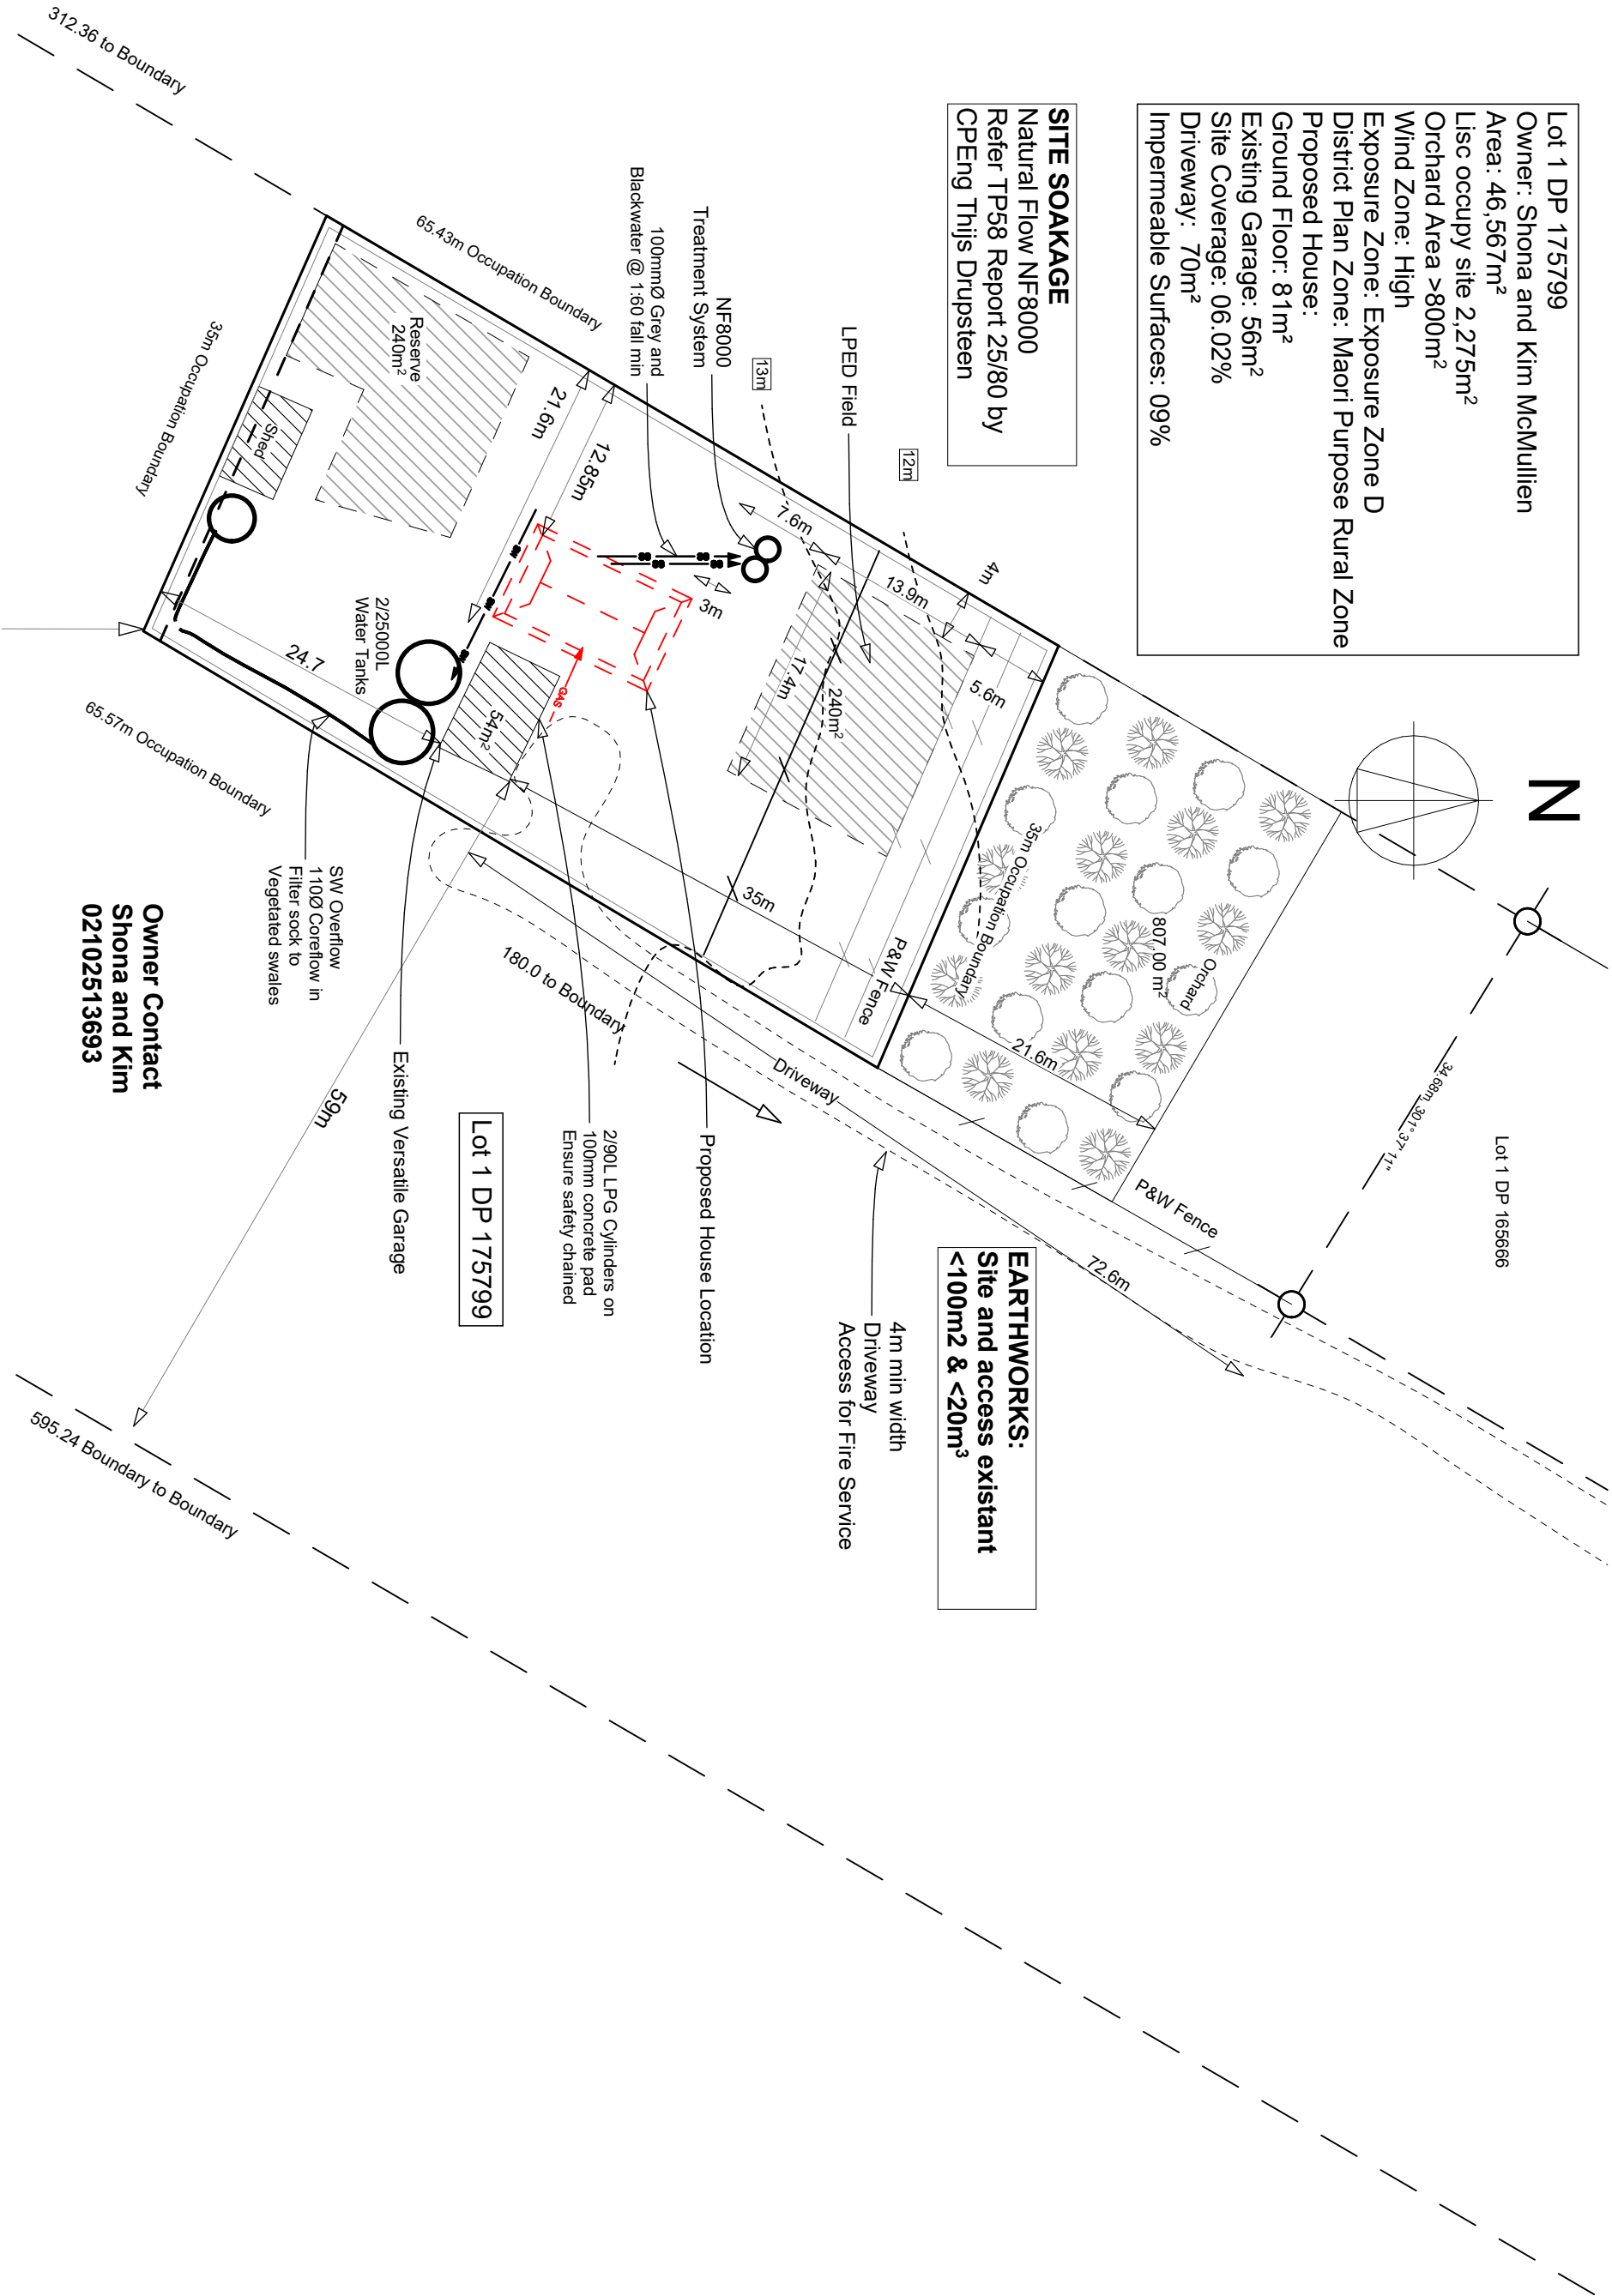 Lot 1 DP 175799
Owner: Shona and Kim McMullien
Area: 46,567m²
Lisc occupy site 2,275m²
Orchard Area >800m²
Wind Zone: High
Exposure Zone: Exposure Zone D
District Plan Zone: Maori Purpose Rural Zone
Proposed House:
Ground Floor: 81m²
Existing Garage: 56m²
Site Coverage: 06.02%
Driveway: 70m²
Impermeable Surfaces: 09%
N
Lot 1 DP 165666
34.68m, 301°37'11"
SITE SOAKAGE
Natural Flow NF8000
Refer TP58 Report 25/80 by
CPEng Thijs Drupsteen
Orchard
807.00 m²
35m Occupation Boundary
P&W Fence
P&W Fence
21.6m
72.6m
EARTHWORKS:
Site and access existant
<100m2 & <20m³
4m min width
Driveway
Access for Fire Service
12m
13m
LPED Field
4m
5.6m
13.9m
7.6m
240m²
17.4m
35m
NF8000
Treatment System
100mmØ Grey and
Blackwater @ 1:60 fall min
3m
12.85m
21.6m
65.43m Occupation Boundary
312.36 to Boundary
Driveway
180.0 to Boundary
Proposed House Location
2/90L LPG Cylinders on
100mm concrete pad
Ensure safety chained
GAS
54m²
Lot 1 DP 175799
Existing Versatile Garage
Reserve
240m²
Shed
35m Occupation Boundary
2/25000L
Water Tanks
24.7
65.57m Occupation Boundary
SW Overflow
110Ø Coreflow in
Filter sock to
Vegetated swales
59m
595.24 Boundary to Boundary
Owner Contact
Shona and Kim
02102513693